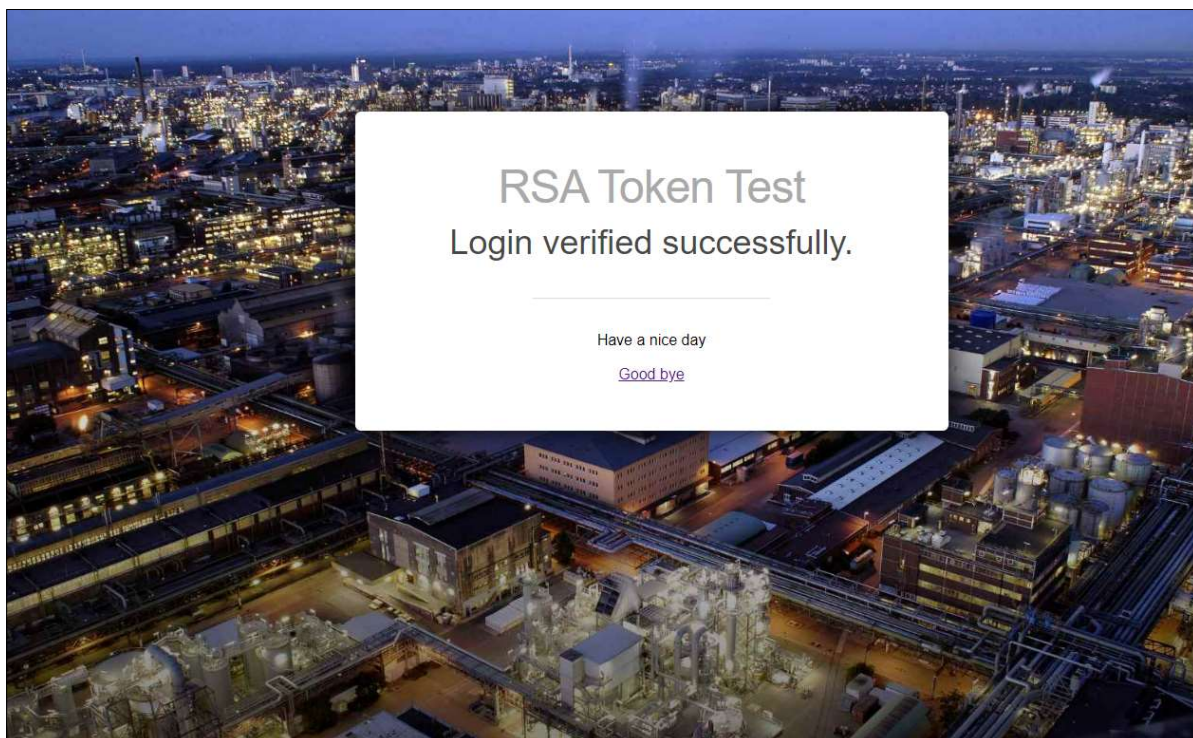 RSA Token Test
Login verified successfully.
Have a nice day
Good bye